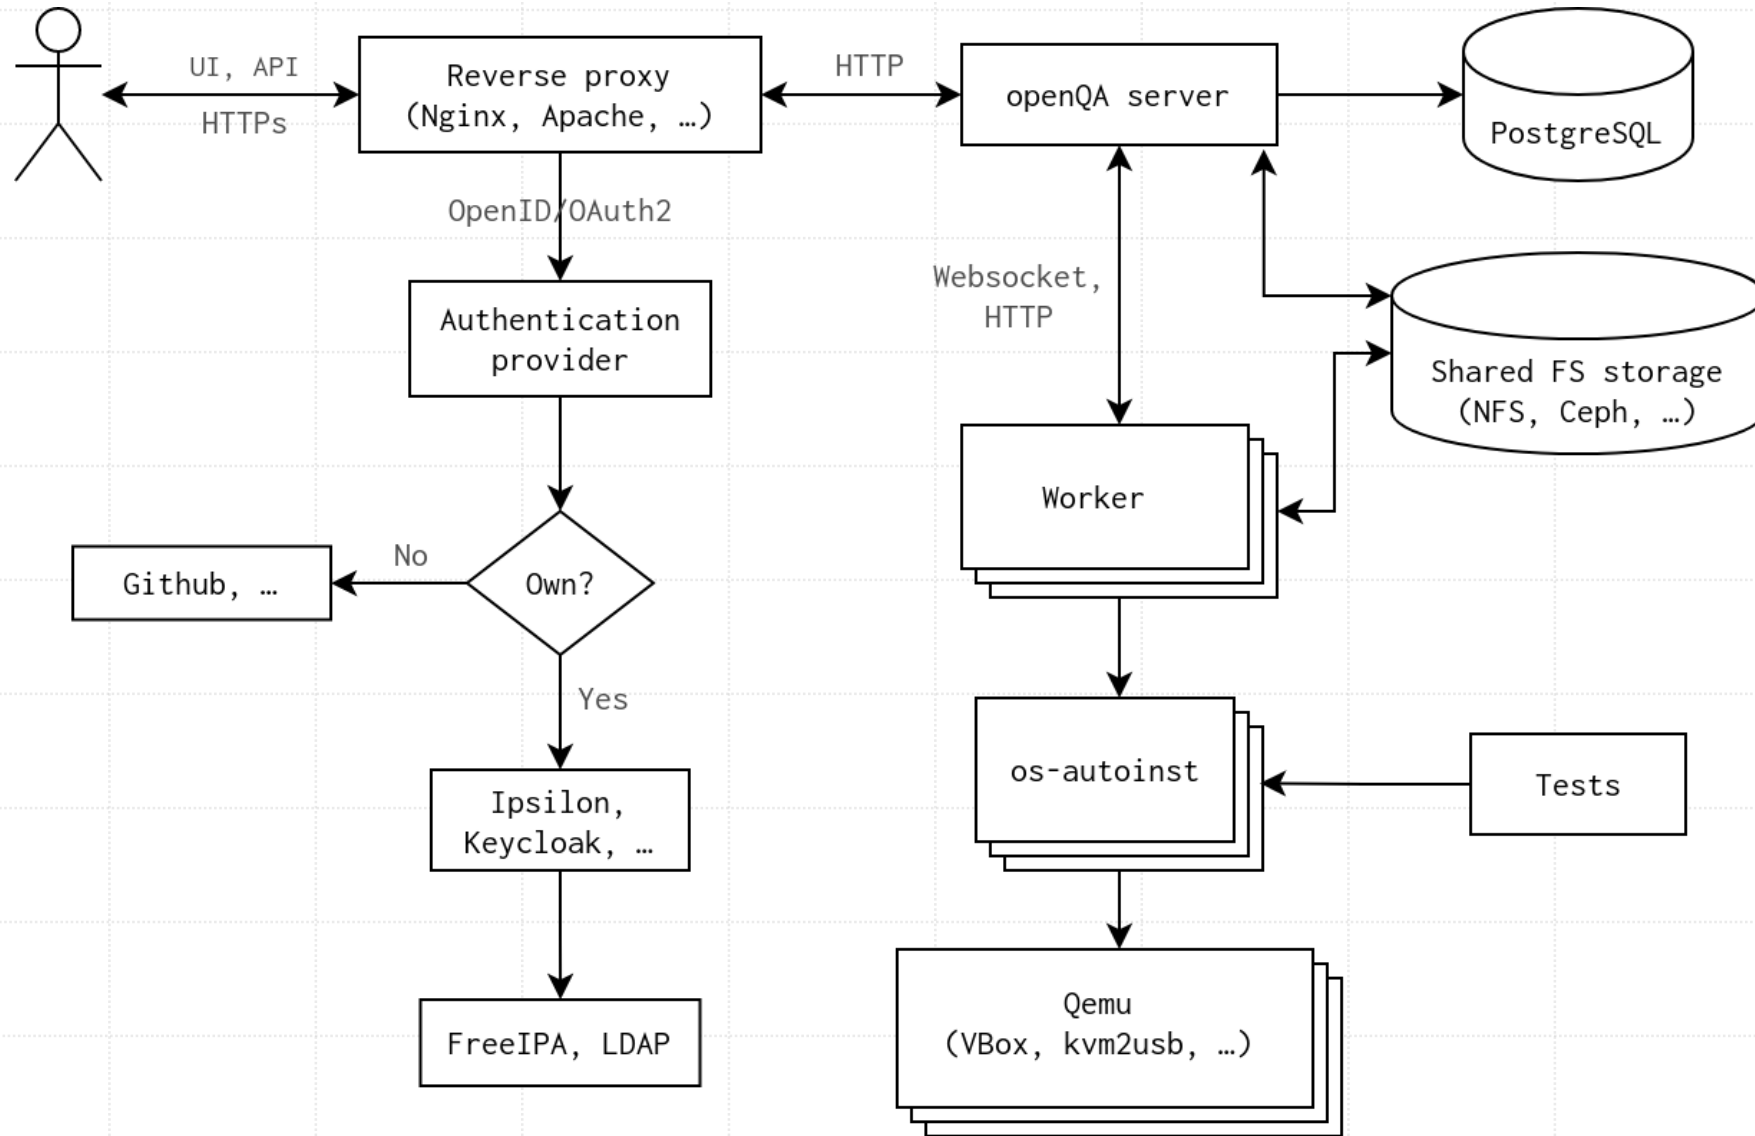 UI, API
HTTPs
Reverse proxy
(Nginx, Apache, …)
HTTP
openQA server
PostgreSQL
OpenID/OAuth2
Authentication
provider
Websocket,
HTTP
Shared FS storage
(NFS, Ceph, …)
Worker
Own?
No
Github, …
Yes
Ipsilon,
Keycloak, …
os-autoinst
Tests
FreeIPA, LDAP
Qemu
(VBox, kvm2usb, …)